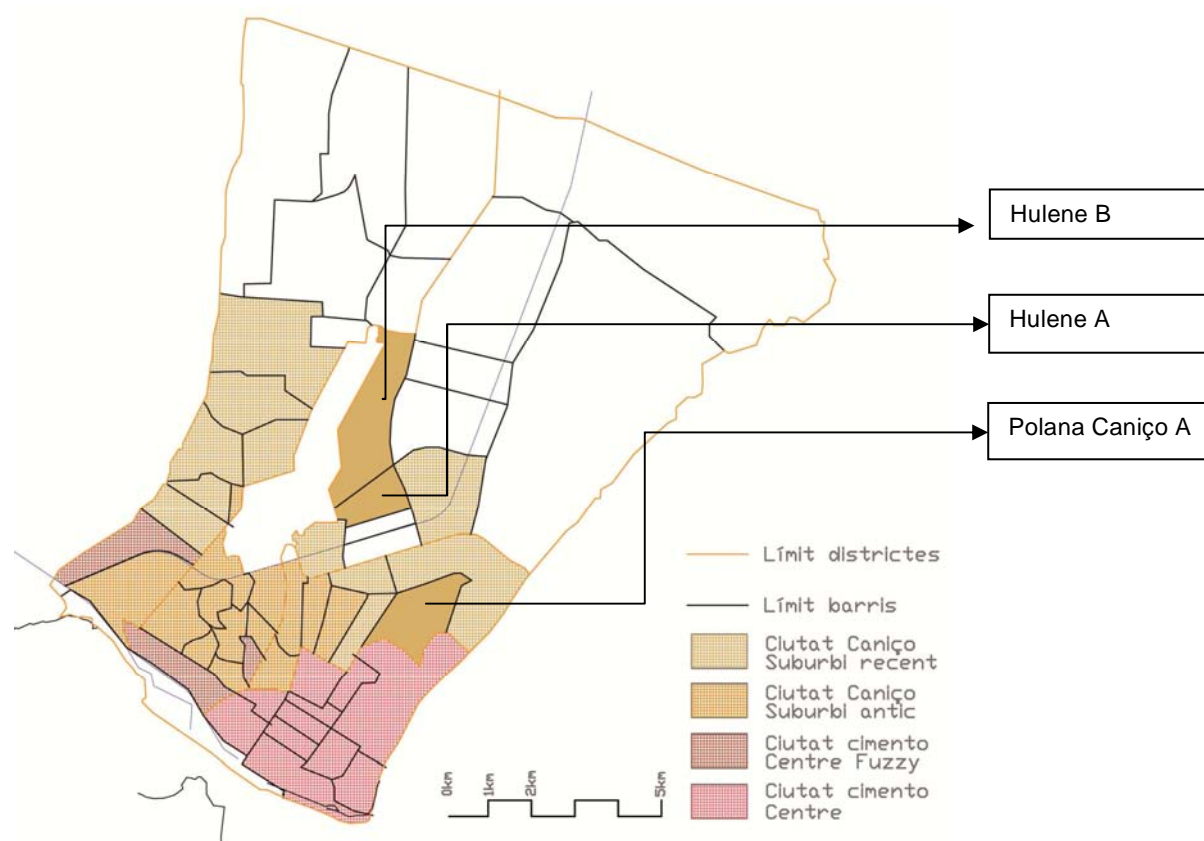 Hulene B
Hulene A
Polana Caniço A
Límit districtes
Límit barris
Ciutat Caniço
Suburbi recent
Ciutat Caniço
Suburbi antic
Ciutat cimento
Centre Fuzzy
Ciutat cimento
Centre
0km
1km
2km
5km